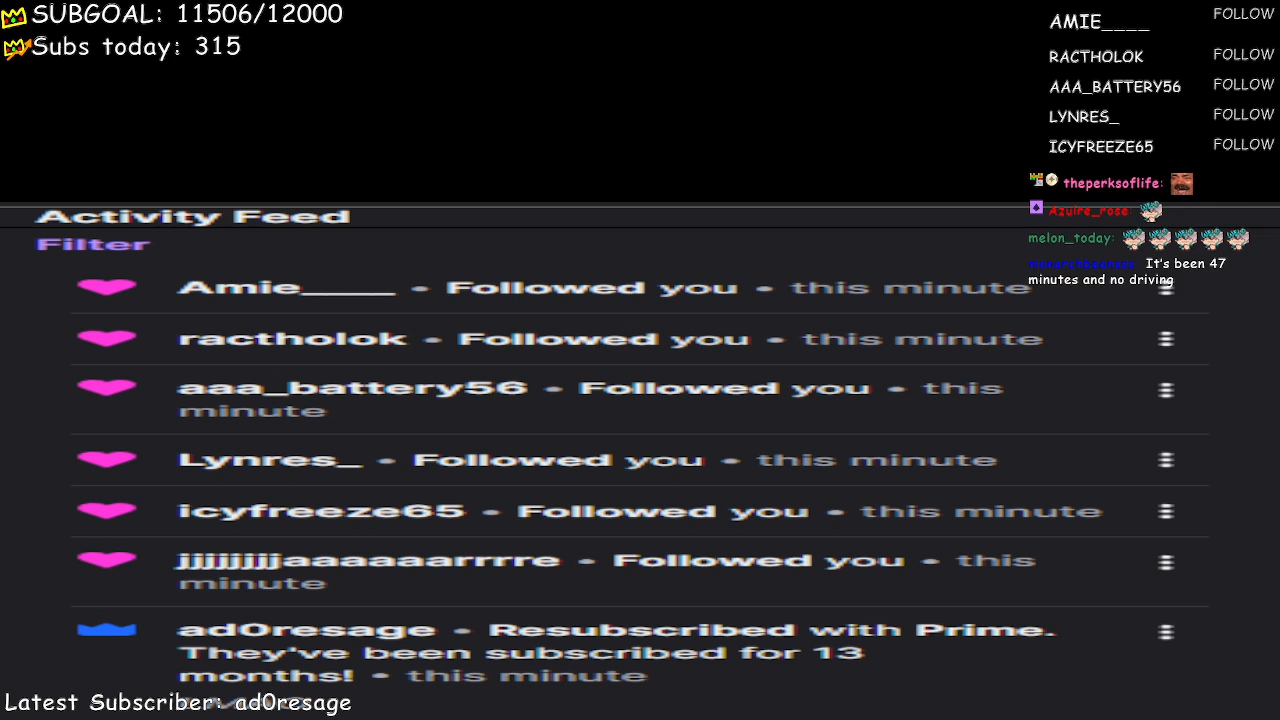 SUBGOAL: 11506/12000
Subs today: 315
AMIE____ FOLLOW
RACTHOLOK FOLLOW
AAA_BATTERY56 FOLLOW
LYNRES_ FOLLOW
ICYFREEZE65 FOLLOW
theperksoflife:
Azuire_rose:
melon_today:
It's been 47
minutes and no driving
Activity Feed
Filter
Amie____ • Followed you • this minute
ractholok • Followed you • this minute
aaa_battery56 • Followed you • this
minute
Lynres_ • Followed you • this minute
icyfreeze65 • Followed you • this minute
jjjjjjjjaaaaaaarrrre • Followed you • this
minute
ad0resage • Resubscribed with Prime.
They've been subscribed for 13
months! • this minute
Latest Subscriber: ad0resage